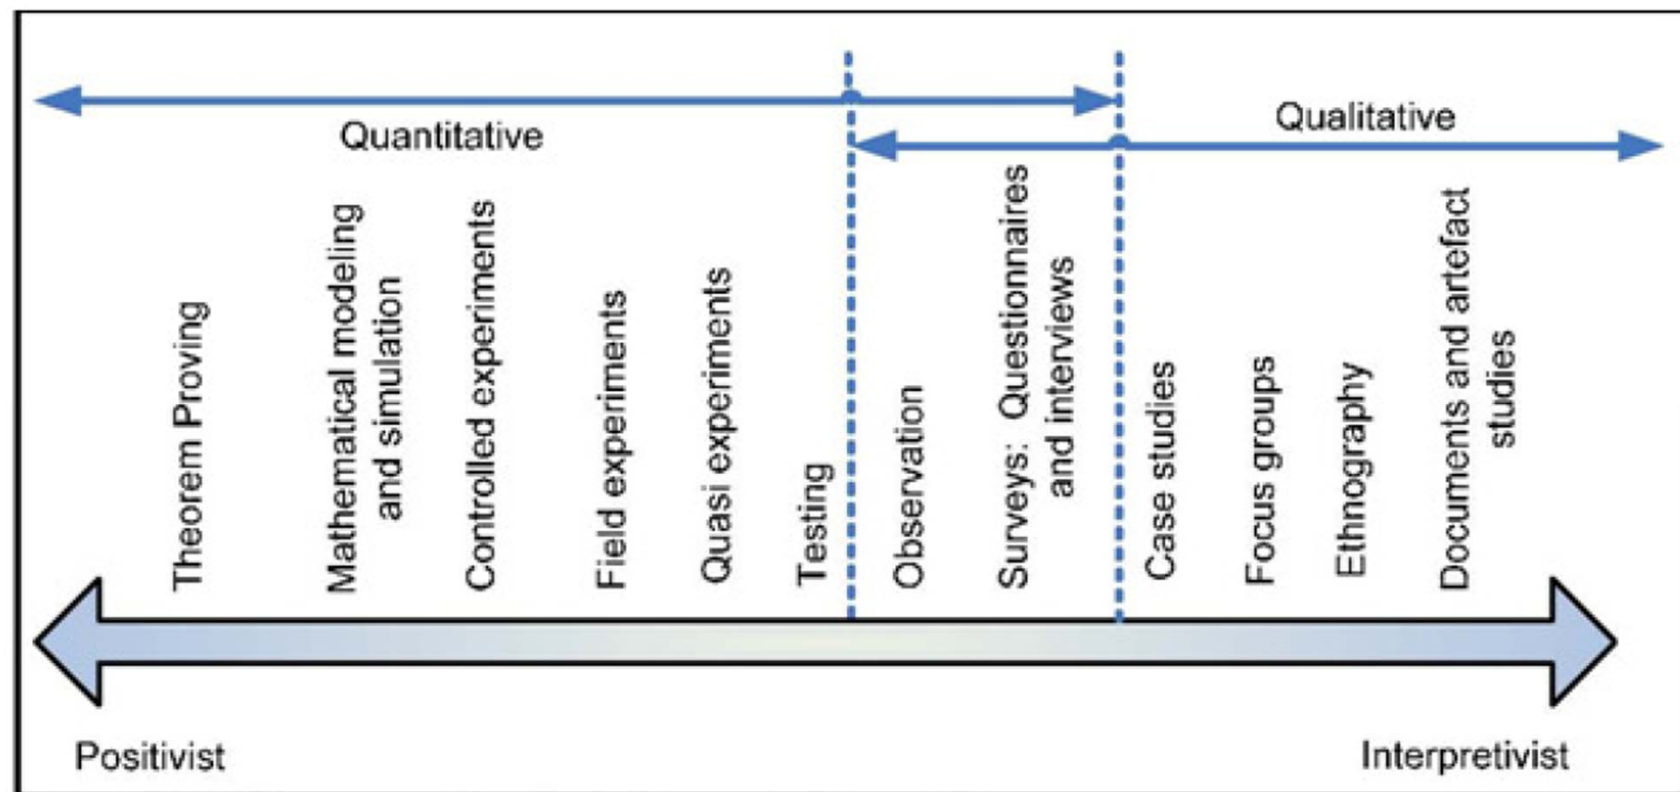 Quantitative
Qualitative
Theorem Proving
Mathematical modeling
and simulation
Controlled experiments
Field experiments
Quasi experiments
Testing
Observation
Surveys: Questionnaires
and interviews
Case studies
Focus groups
Ethnography
Documents and artefact
studies
Positivist
Interpretivist